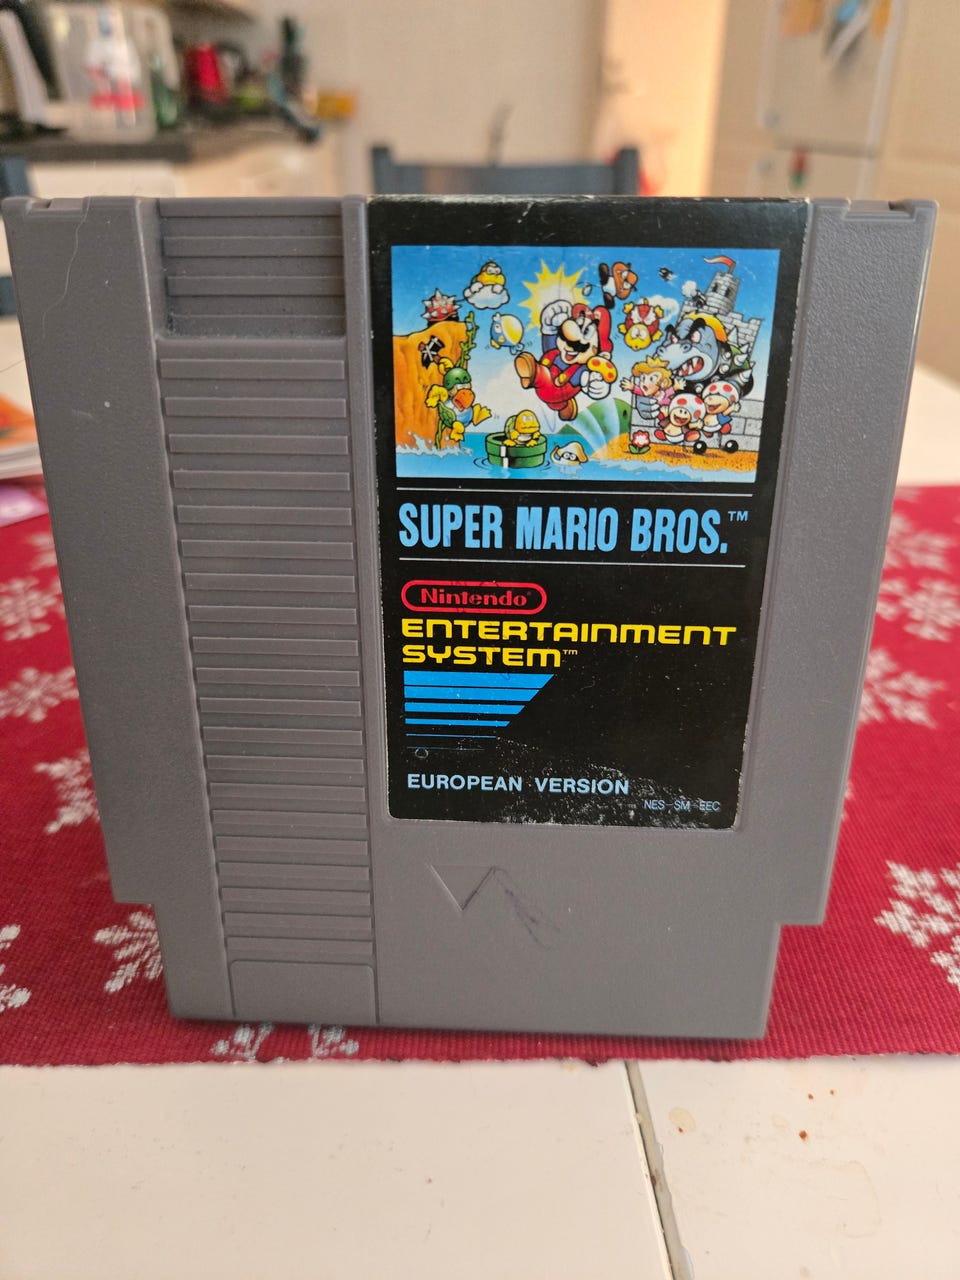 SUPER MARIO BROS.™
Nintendo®
ENTERTAINMENT
SYSTEM™
EUROPEAN VERSION
NES-SM-EEC